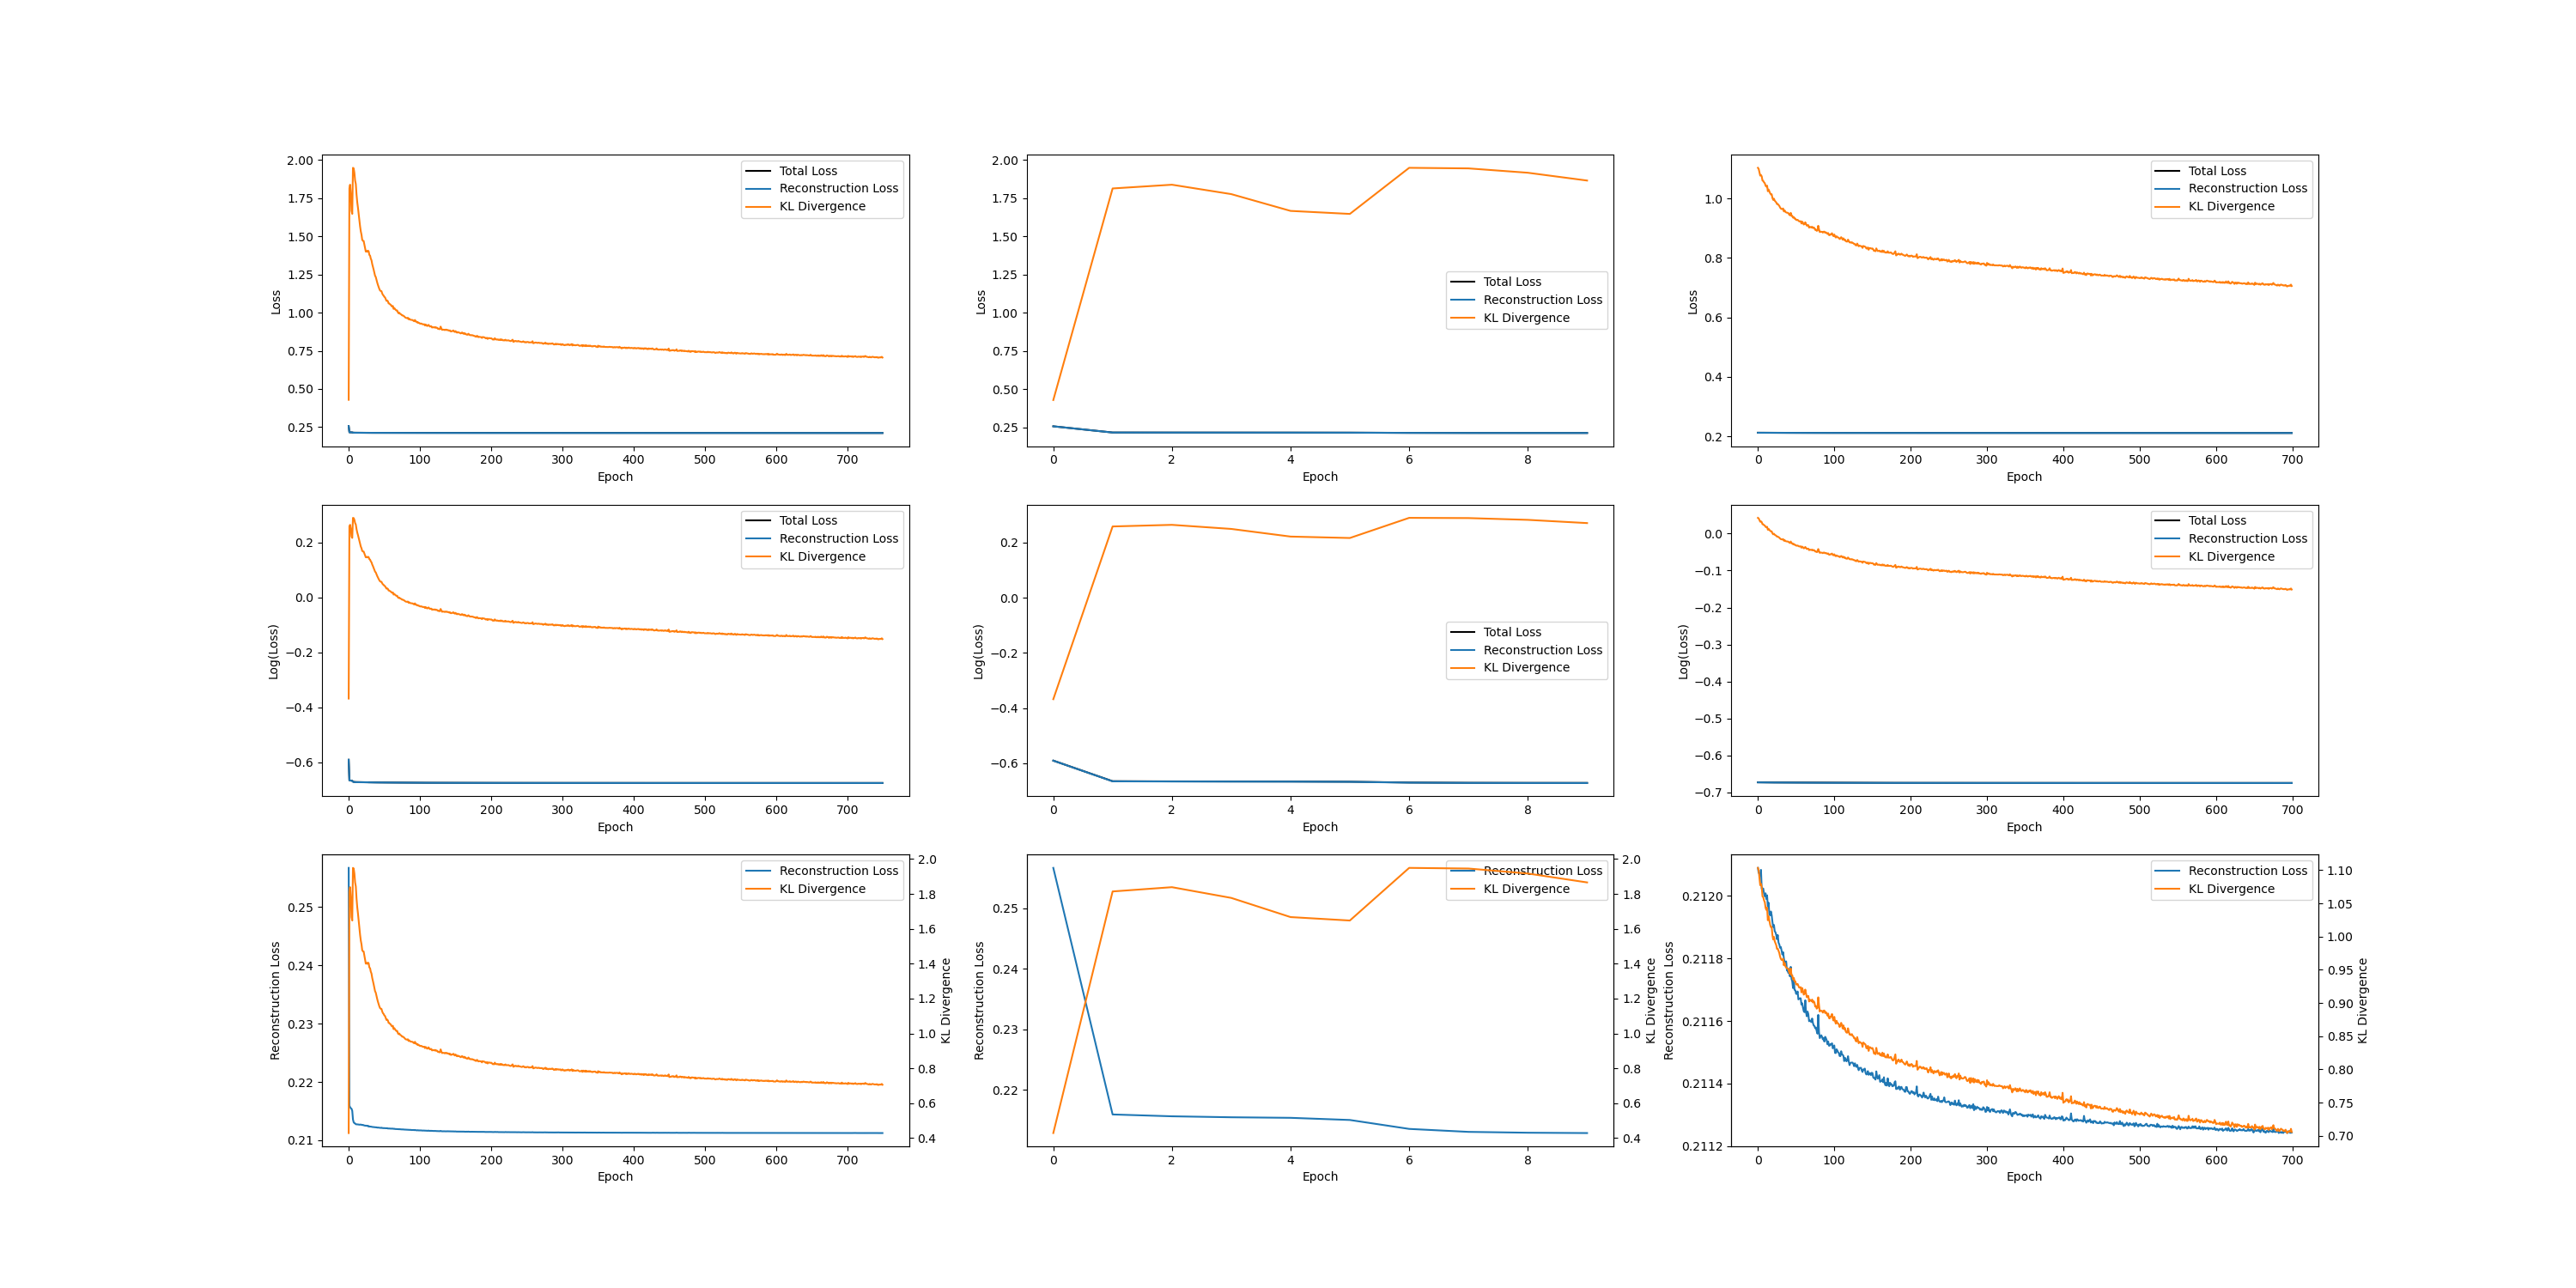 2.00
1.75
1.50
1.25
1.00
0.75
0.50
0.25
Loss
0 100 200 300 400 500 600 700
Epoch
Total Loss
Reconstruction Loss
KL Divergence
2.00
1.75
1.50
1.25
1.00
0.75
0.50
0.25
Loss
0 2 4 6 8
Epoch
Total Loss
Reconstruction Loss
KL Divergence
1.0
0.8
0.6
0.4
0.2
Loss
0 100 200 300 400 500 600 700
Epoch
Total Loss
Reconstruction Loss
KL Divergence
0.2
0.0
−0.2
−0.4
−0.6
Log(Loss)
0 100 200 300 400 500 600 700
Epoch
Total Loss
Reconstruction Loss
KL Divergence
0.2
0.0
−0.2
−0.4
−0.6
Log(Loss)
0 2 4 6 8
Epoch
Total Loss
Reconstruction Loss
KL Divergence
0.0
−0.1
−0.2
−0.3
−0.4
−0.5
−0.6
−0.7
Log(Loss)
0 100 200 300 400 500 600 700
Epoch
Total Loss
Reconstruction Loss
KL Divergence
0.25
0.24
0.23
0.22
0.21
Reconstruction Loss
0 100 200 300 400 500 600 700
Epoch
Reconstruction Loss
KL Divergence
2.0
1.8
1.6
1.4
1.2
1.0
0.8
0.6
0.4
KL Divergence
0.25
0.24
0.23
0.22
Reconstruction Loss
0 2 4 6 8
Epoch
Reconstruction Loss
KL Divergence
2.0
1.8
1.6
1.4
1.2
1.0
0.8
0.6
0.4
KL Divergence
0.2120
0.2118
0.2116
0.2114
0.2112
Reconstruction Loss
0 100 200 300 400 500 600 700
Epoch
Reconstruction Loss
KL Divergence
1.10
1.05
1.00
0.95
0.90
0.85
0.80
0.75
0.70
KL Divergence